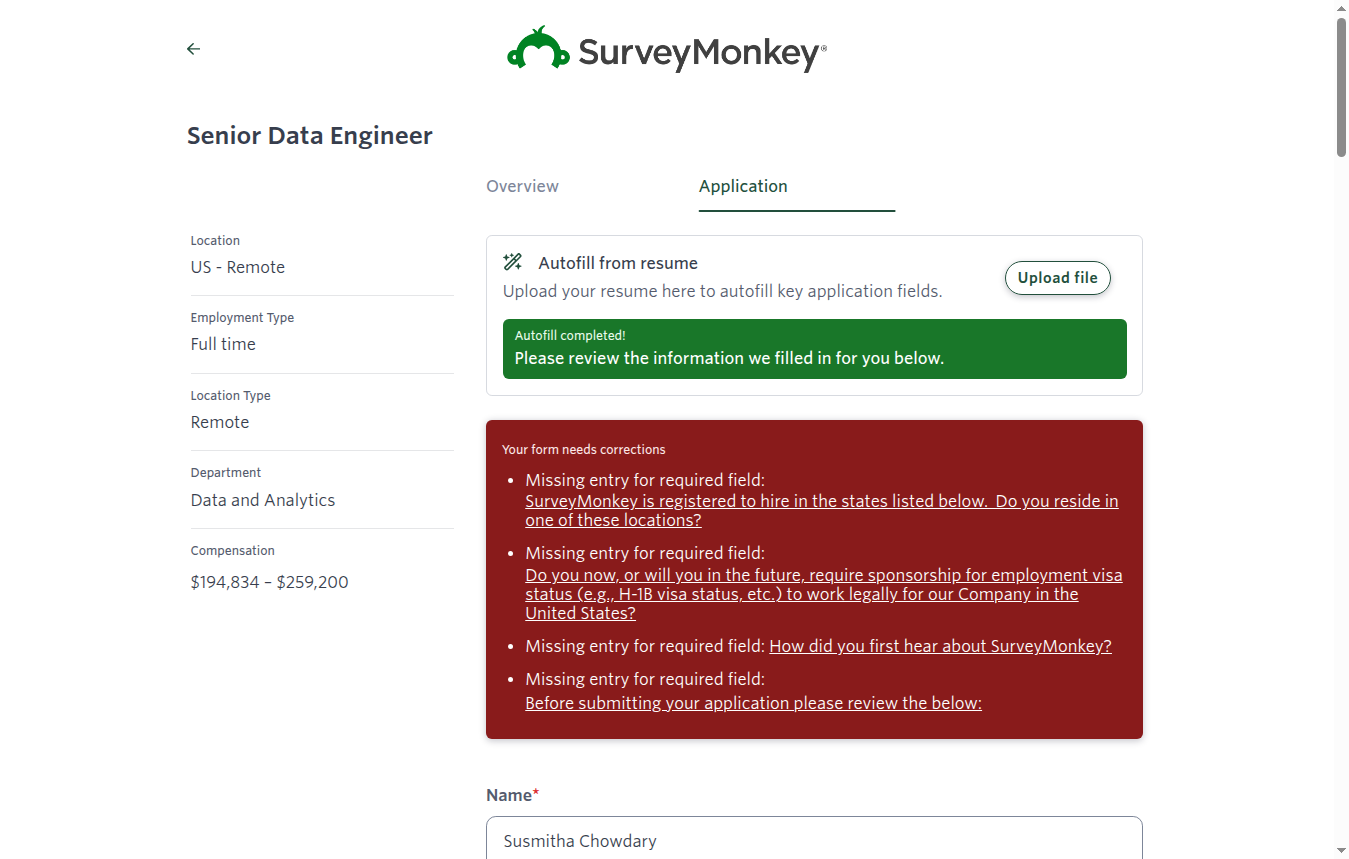 SurveyMonkey®
Senior Data Engineer
Overview
Application
Location
US - Remote
Employment Type
Full time
Location Type
Remote
Department
Data and Analytics
Compensation
$194,834 – $259,200
Autofill from resume
Upload your resume here to autofill key application fields.
Upload file
Autofill completed!
Please review the information we filled in for you below.
Your form needs corrections
• Missing entry for required field:
SurveyMonkey is registered to hire in the states listed below.  Do you reside in
one of these locations?
• Missing entry for required field:
Do you now, or will you in the future, require sponsorship for employment visa
status (e.g., H-1B visa status, etc.) to work legally for our Company in the
United States?
• Missing entry for required field: How did you first hear about SurveyMonkey?
• Missing entry for required field:
Before submitting your application please review the below:
Name*
Susmitha Chowdary